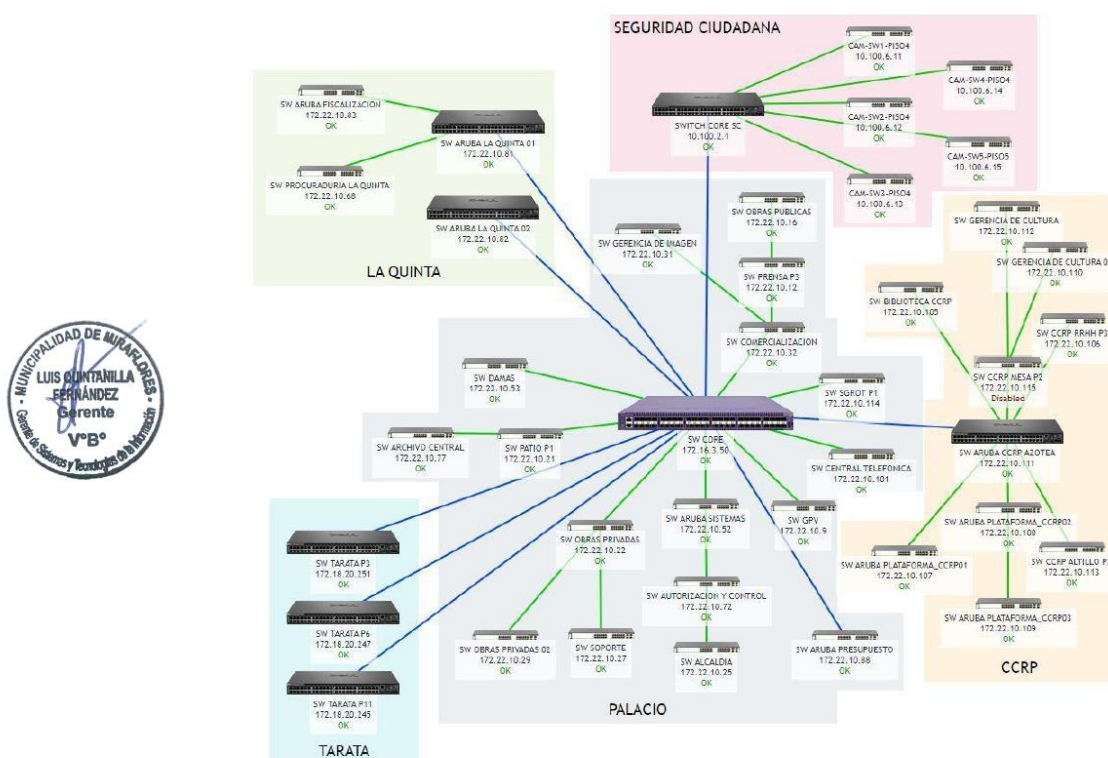 SEGURIDAD CIUDADANA
CAM-SW1-PISO4
10.100.6.11
OK
CAM-SW4-PISO4
10.100.6.14
OK
SWITCH CORE SC
10.100.2.1
OK
CAM-SW2-PISO4
10.100.6.12
OK
CAM-SW5-PISO5
10.100.6.15
OK
CAM-SW3-PISO4
10.100.6.13
OK
SW ARUBA FISCALIZACION
172.22.10.83
OK
SW ARUBA LA QUINTA 01
172.22.10.81
OK
SW PROCURADURIA LA QUINTA
172.22.10.68
OK
SW ARUBA LA QUINTA 02
172.22.10.82
OK
LA QUINTA
SW OBRAS PUBLICAS
172.22.10.16
OK
SW GERENCIA DE IMAGEN
172.22.10.31
OK
SW PRENSA P3
172.22.10.12
OK
SW COMERCIALIZACION
172.22.10.32
OK
SW DAMAS
172.22.10.53
OK
SW SGROT P1
172.22.10.114
OK
SW ARCHIVO CENTRAL
172.22.10.77
OK
SW PATIO P1
172.22.10.21
OK
SW CORE
172.16.3.50
OK
SW CENTRAL TELEFONICA
172.22.10.101
OK
SW OBRAS PRIVADAS
172.22.10.22
OK
SW ARUBA SISTEMAS
172.22.10.52
OK
SW GPV
172.22.10.9
OK
SW AUTORIZACION Y CONTROL
172.22.10.72
OK
SW OBRAS PRIVADAS 02
172.22.10.29
OK
SW SOPORTE
172.22.10.27
OK
SW ALCALDIA
172.22.10.25
OK
SW ARUBA PRESUPUESTO
172.22.10.88
OK
PALACIO
SW GERENCIA DE CULTURA
172.22.10.112
OK
SW GERENCIA DE CULTURA 0
172.22.10.110
OK
SW BIBLIOTECA CCRP
172.22.10.105
OK
SW CCRP RRHH P3
172.22.10.106
OK
SW CCRP MESA P2
172.22.10.115
Disabled
SW ARUBA CCRP AZOTEA
172.22.10.111
OK
SW ARUBA PLATAFORMA_CCRP02
172.22.10.100
OK
SW ARUBA PLATAFORMA_CCRP01
172.22.10.107
OK
SW CCRP ALTILLO P
172.22.10.113
OK
SW ARUBA PLATAFORMA_CCRP03
172.22.10.109
OK
CCRP
SW TARATA P3
172.18.20.251
OK
SW TARATA P6
172.18.20.247
OK
SW TARATA P11
172.18.20.245
OK
TARATA
MUNICIPALIDAD DE MIRAFLORES
LUIS QUINTANILLA
FERNÁNDEZ
Gerente
V°B°
Gerente de Sistemas y Tecnologías de la Información